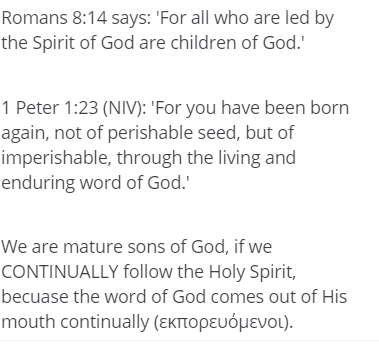 Romans 8:14 says: 'For all who are led by
the Spirit of God are children of God.'
1 Peter 1:23 (NIV): 'For you have been born
again, not of perishable seed, but of
imperishable, through the living and
enduring word of God.'
We are mature sons of God, if we
CONTINUALLY follow the Holy Spirit,
becuase the word of God comes out of His
mouth continually (εκπορευόμενοι).